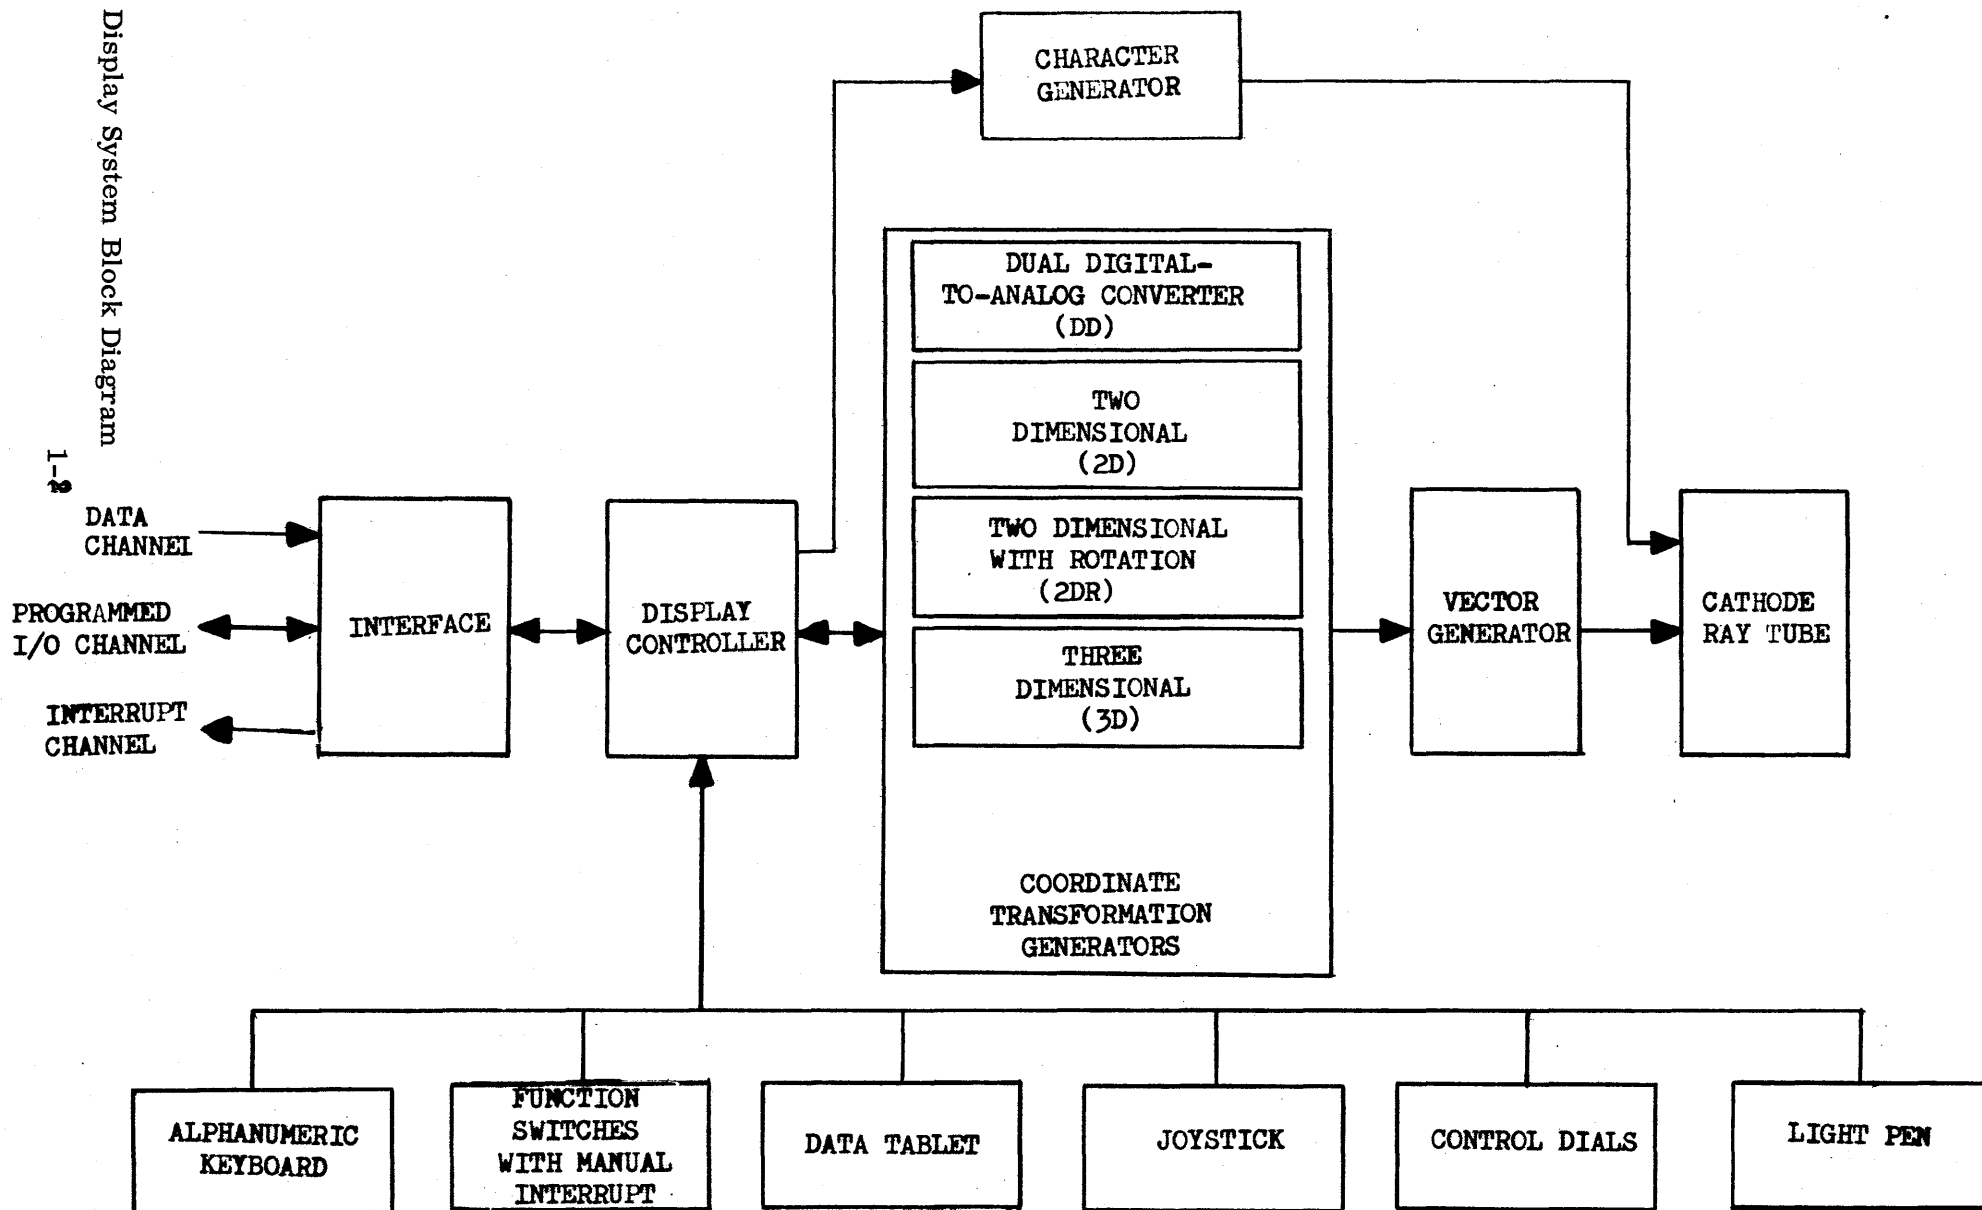 Display System Block Diagram
1-2
CHARACTER
GENERATOR
DUAL DIGITAL-
TO-ANALOG CONVERTER
(DD)
TWO
DIMENSIONAL
(2D)
TWO DIMENSIONAL
WITH ROTATION
(2DR)
THREE
DIMENSIONAL
(3D)
COORDINATE
TRANSFORMATION
GENERATORS
DATA
CHANNEL
PROGRAMMED
I/O CHANNEL
INTERRUPT
CHANNEL
INTERFACE
DISPLAY
CONTROLLER
VECTOR
GENERATOR
CATHODE
RAY TUBE
ALPHANUMERIC
KEYBOARD
FUNCTION
SWITCHES
WITH MANUAL
INTERRUPT
DATA TABLET
JOYSTICK
CONTROL DIALS
LIGHT PEN